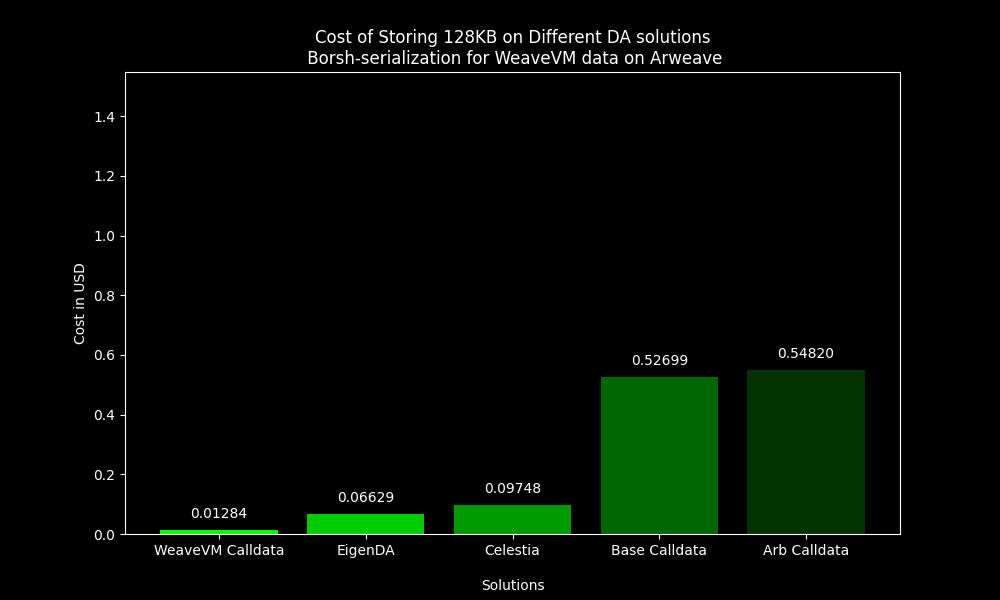 Cost of Storing 128KB on Different DA solutions
Borsh-serialization for WeaveVM data on Arweave
1.4
1.2
1.0
0.8
0.6
0.4
0.2
0.0
Cost in USD
0.01284
0.06629
0.09748
0.52699
0.54820
WeaveVM Calldata
EigenDA
Celestia
Base Calldata
Arb Calldata
Solutions